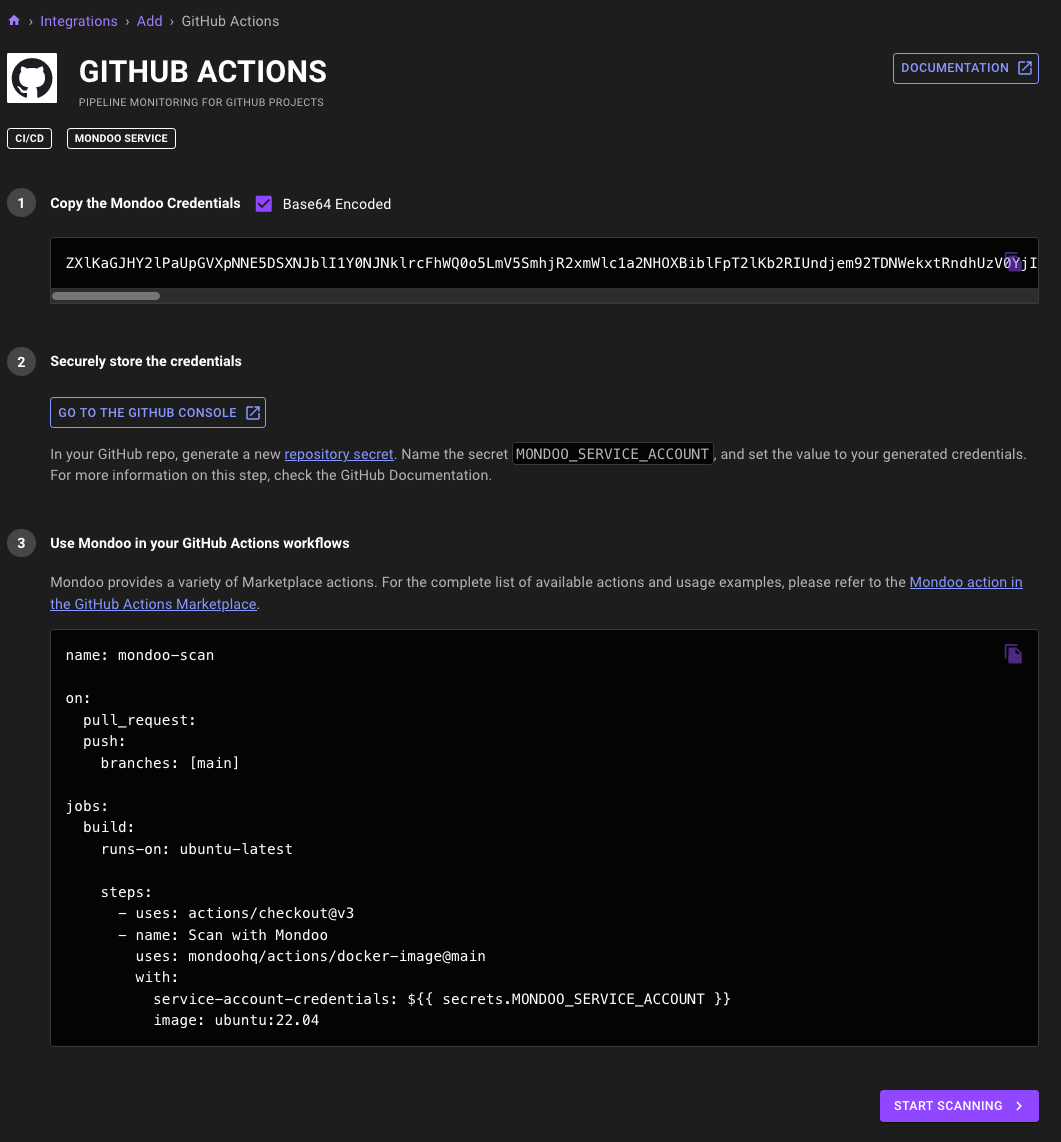 › Integrations › Add › GitHub Actions
GITHUB ACTIONS
DOCUMENTATION
PIPELINE MONITORING FOR GITHUB PROJECTS
CI/CD MONDOO SERVICE
1 Copy the Mondoo Credentials Base64 Encoded
2 Securely store the credentials
GO TO THE GITHUB CONSOLE
In your GitHub repo, generate a new repository secret. Name the secret MONDOO_SERVICE_ACCOUNT, and set the value to your generated credentials.
For more information on this step, check the GitHub Documentation.
3 Use Mondoo in your GitHub Actions workflows
Mondoo provides a variety of Marketplace actions. For the complete list of available actions and usage examples, please refer to the Mondoo action in
the GitHub Actions Marketplace.
name: mondoo-scan
on:
  pull_request:
  push:
    branches: [main]
jobs:
  build:
    runs-on: ubuntu-latest
    steps:
      - uses: actions/checkout@v3
      - name: Scan with Mondoo
        uses: mondoohq/actions/docker-image@main
        with:
          service-account-credentials: ${{ secrets.MONDOO_SERVICE_ACCOUNT }}
          image: ubuntu:22.04
START SCANNING